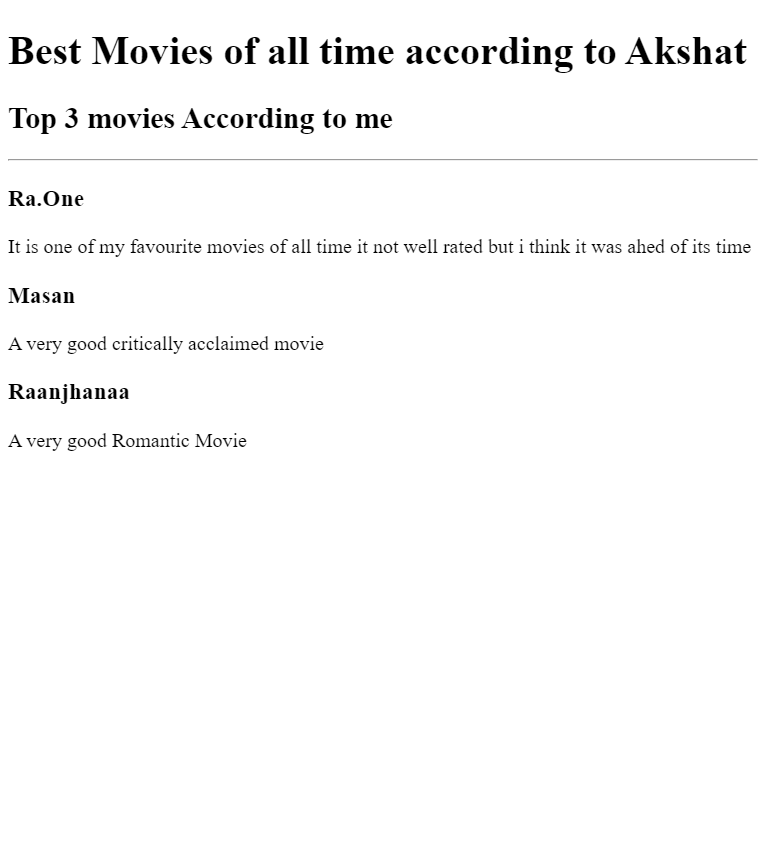 Best Movies of all time according to Akshat
Top 3 movies According to me
Ra.One
It is one of my favourite movies of all time it not well rated but i think it was ahed of its time
Masan
A very good critically acclaimed movie
Raanjhanaa
A very good Romantic Movie